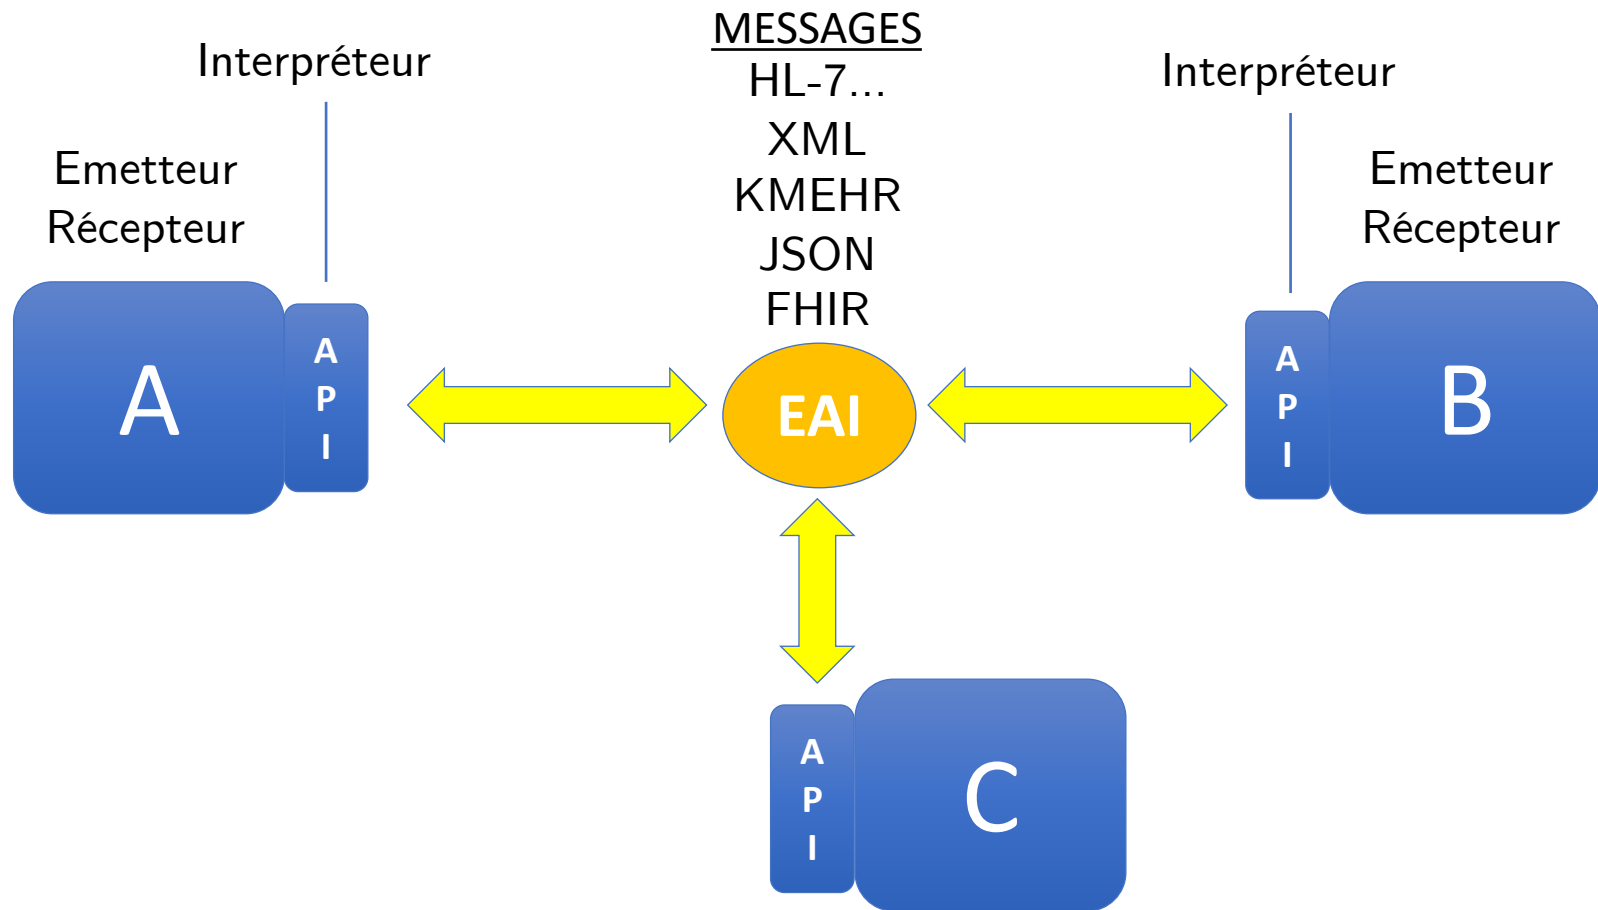 MESSAGES
HL-7...
XML
KMEHR
JSON
FHIR
Interpréteur
Emetteur
Récepteur
A
A
P
I
EAI
Interpréteur
Emetteur
Récepteur
A
P
I
B
A
P
I
C